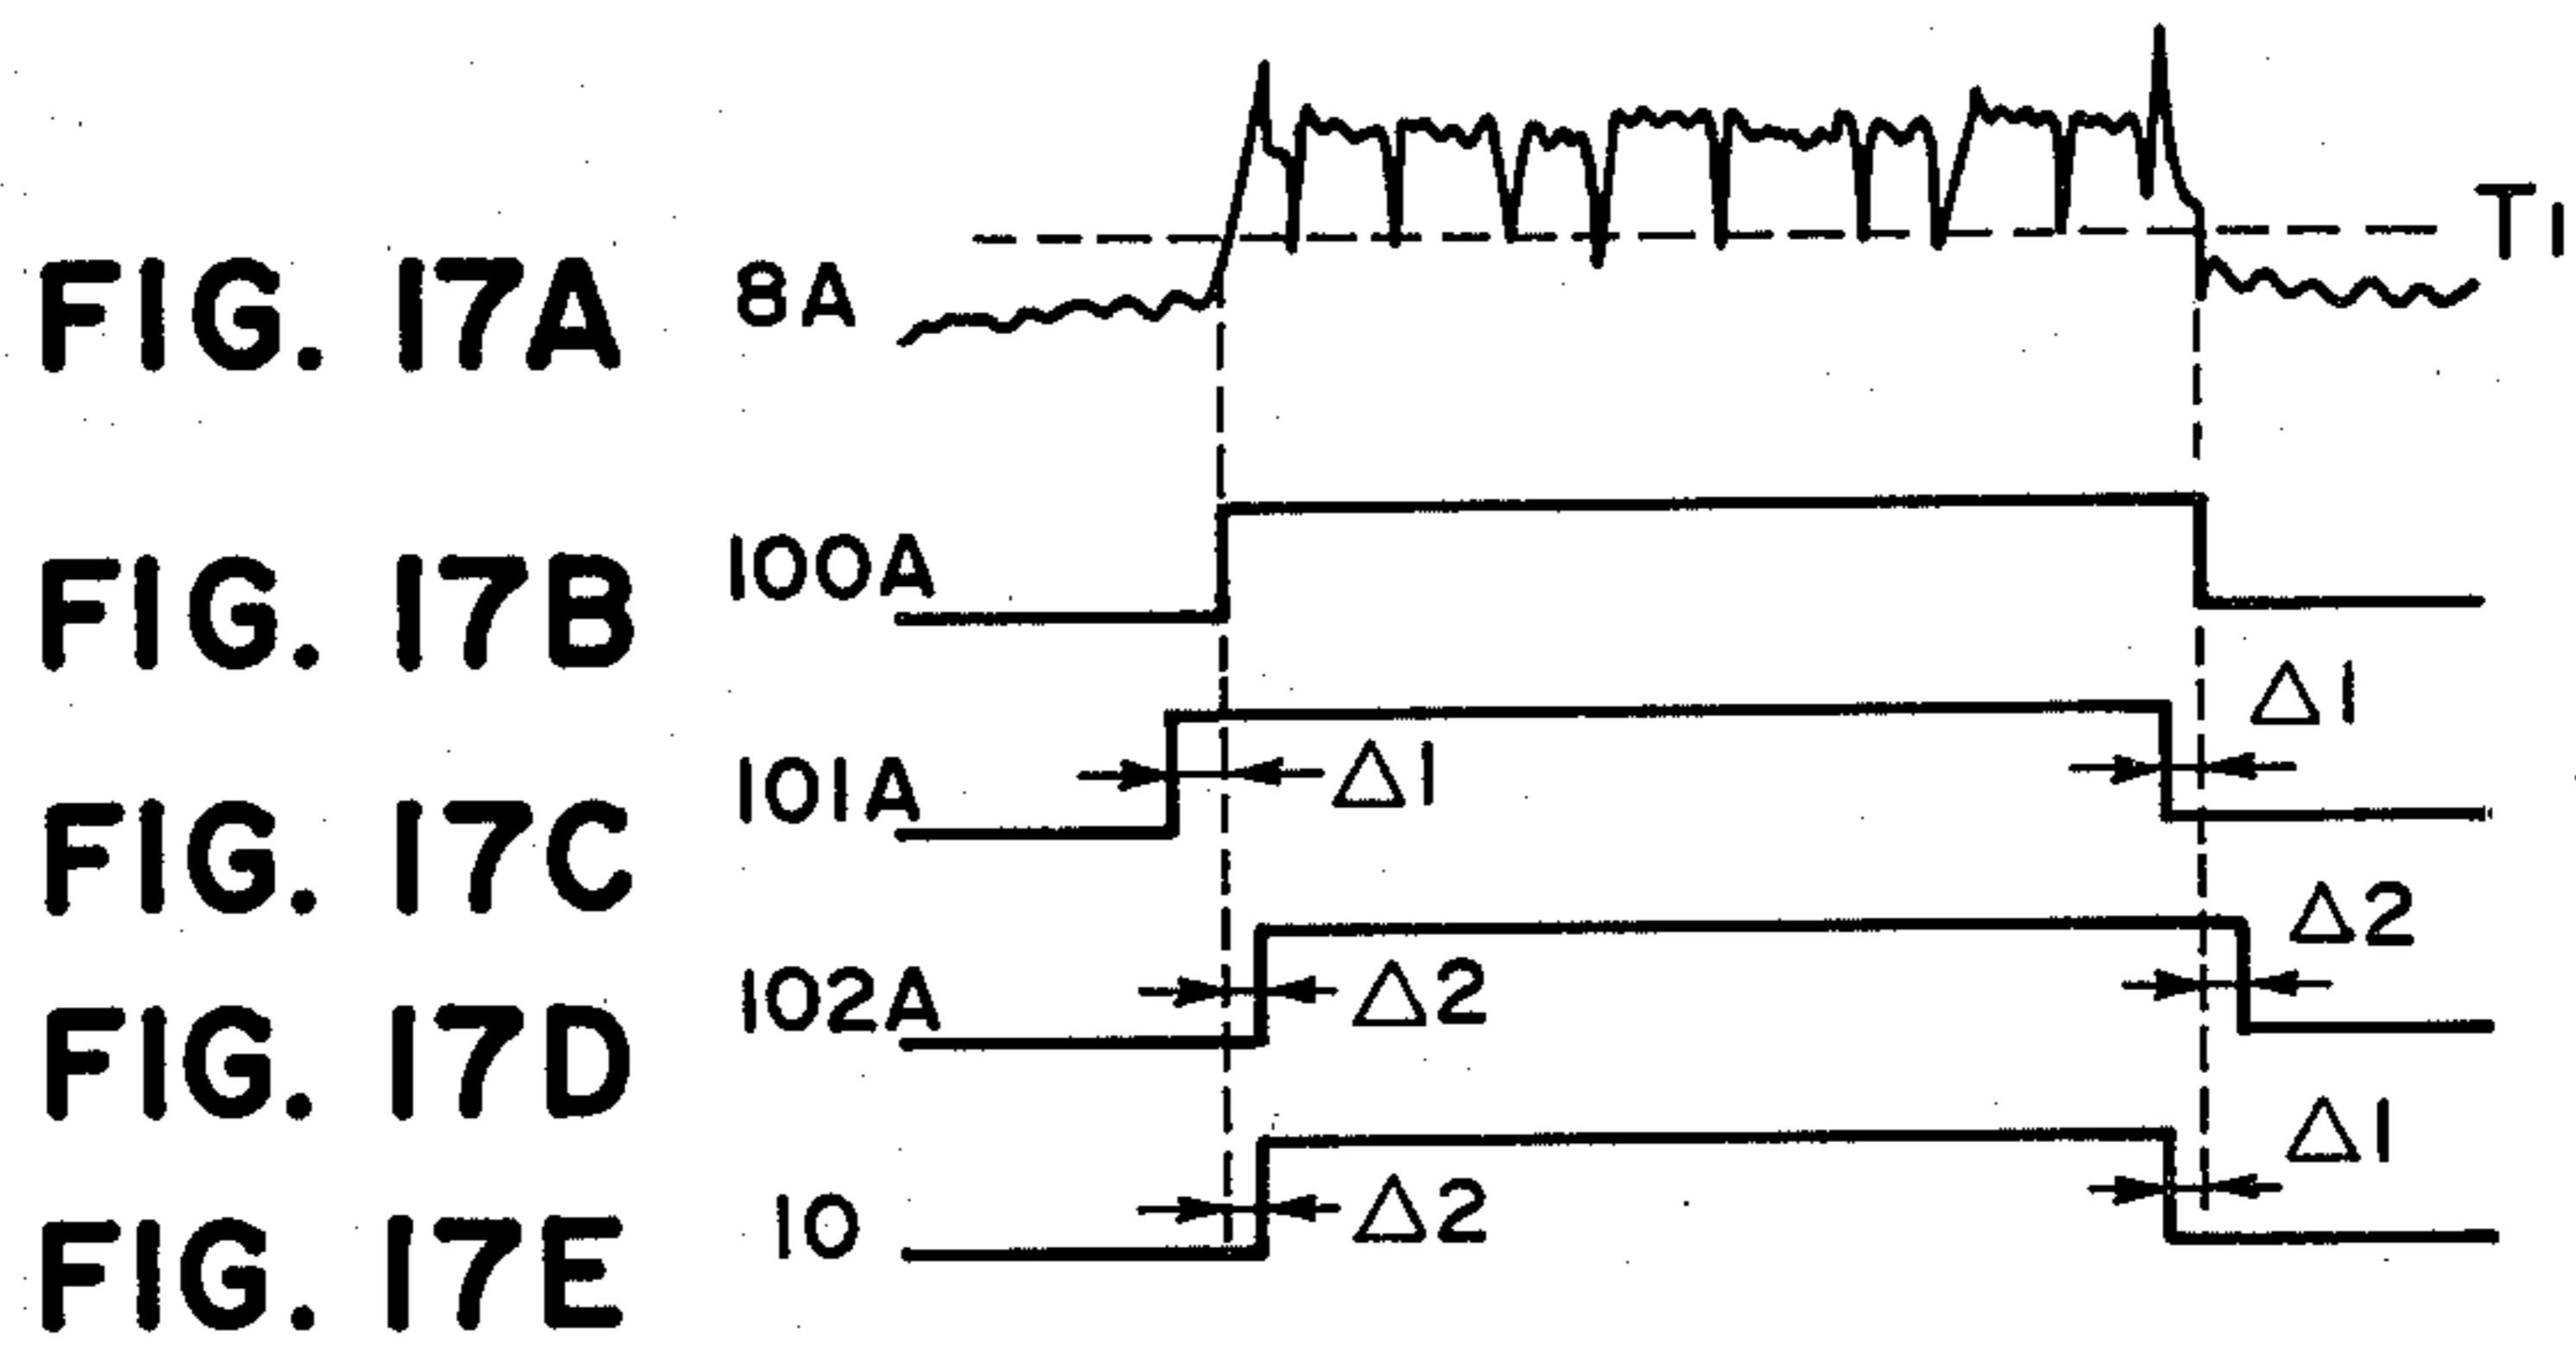 FIG. 17A 8A T1
FIG. 17B 100A
Δ1
FIG. 17C 101A Δ1
Δ2
FIG. 17D 102A Δ2
Δ1
FIG. 17E 10 Δ2